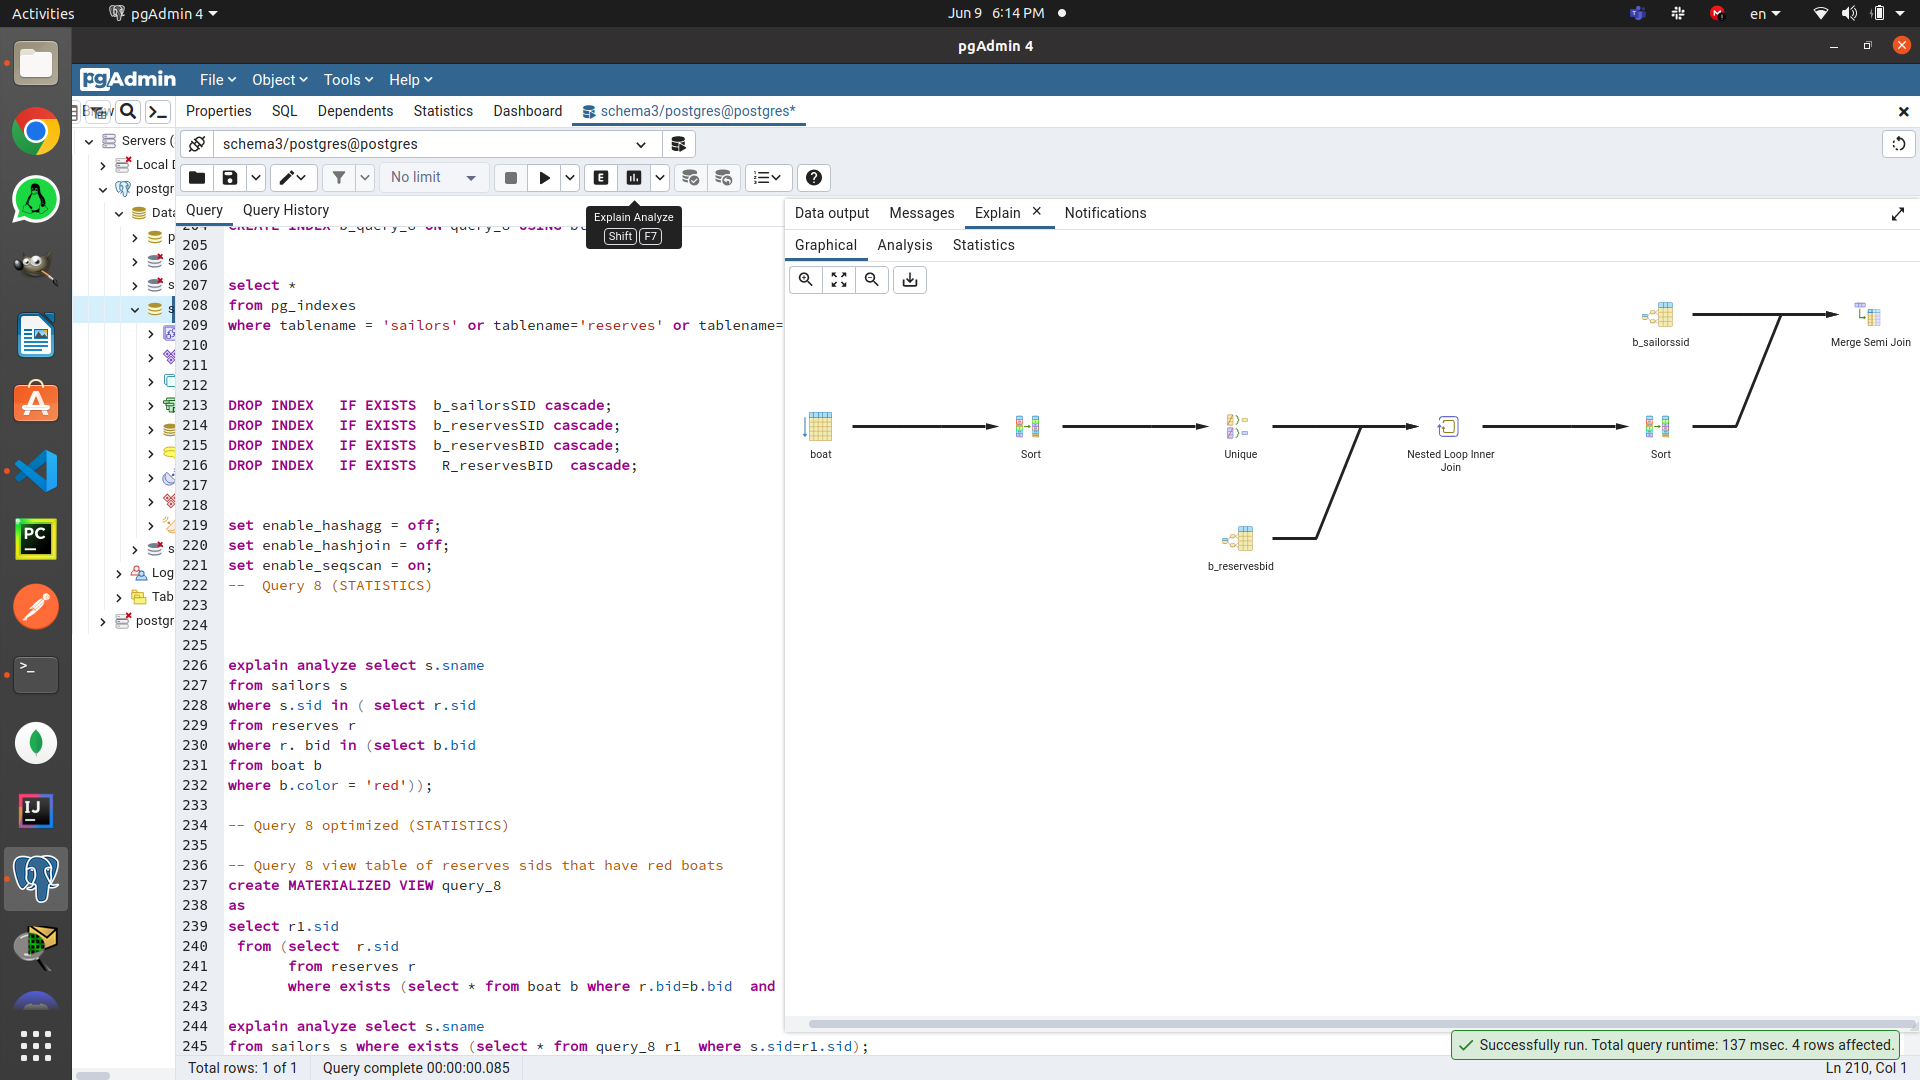 Activities
pgAdmin 4
Jun 9 6:14 PM
en
pgAdmin 4
pgAdmin
File
Object
Tools
Help
Properties
SQL
Dependents
Statistics
Dashboard
schema3/postgres@postgres*
Servers (
Local D
postgr
Data
p
s
s
s
s
Log
Tab
postgr
schema3/postgres@postgres
No limit
E
Query
Query History
Explain Analyze
Shift
F7
204 CREATE INDEX b_query_8 ON query_8 USING
205
206
207 select *
208 from pg_indexes
209 where tablename = 'sailors' or tablename='reserves' or tablename=
210
211
212
213 DROP INDEX IF EXISTS b_sailorsSID cascade;
214 DROP INDEX IF EXISTS b_reservesSID cascade;
215 DROP INDEX IF EXISTS b_reservesBID cascade;
216 DROP INDEX IF EXISTS R_reservesBID cascade;
217
218
219 set enable_hashagg = off;
220 set enable_hashjoin = off;
221 set enable_seqscan = on;
222 -- Query 8 (STATISTICS)
223
224
225
226 explain analyze select s.sname
227 from sailors s
228 where s.sid in ( select r.sid
229 from reserves r
230 where r. bid in (select b.bid
231 from boat b
232 where b.color = 'red'));
233
234 -- Query 8 optimized (STATISTICS)
235
236 -- Query 8 view table of reserves sids that have red boats
237 create MATERIALIZED VIEW query_8
238 as
239 select r1.sid
240 from (select r.sid
241 from reserves r
242 where exists (select * from boat b where r.bid=b.bid and
243
244 explain analyze select s.sname
245 from sailors s where exists (select * from query_8 r1 where s.sid=r1.sid);
Data output
Messages
Explain
Notifications
Graphical
Analysis
Statistics
b_sailorssid
Merge Semi Join
boat
Sort
Unique
Nested Loop Inner
Join
Sort
b_reservesbid
Successfully run. Total query runtime: 137 msec. 4 rows affected.
Total rows: 1 of 1
Query complete 00:00:00.085
Ln 210, Col 1